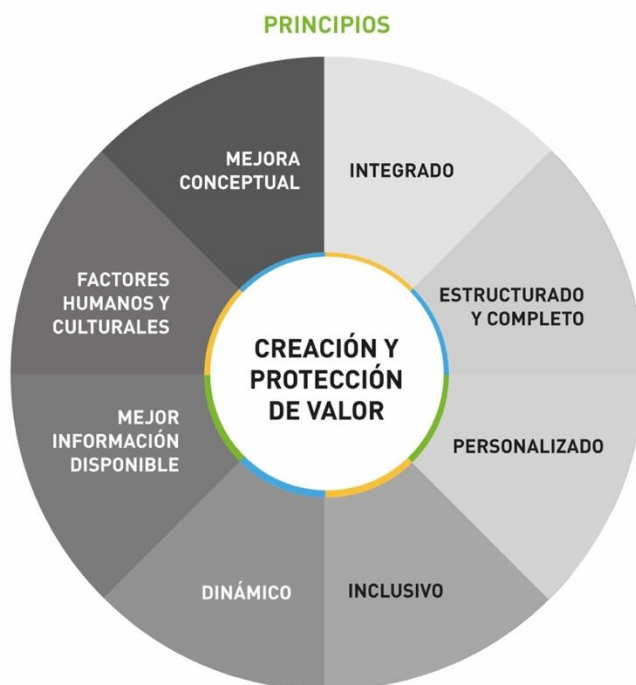 PRINCIPIOS
MEJORA
CONCEPTUAL
INTEGRADO
FACTORES
HUMANOS Y
CULTURALES
ESTRUCTURADO
Y COMPLETO
CREACIÓN Y
PROTECCIÓN
DE VALOR
MEJOR
INFORMACIÓN
DISPONIBLE
PERSONALIZADO
DINÁMICO
INCLUSIVO